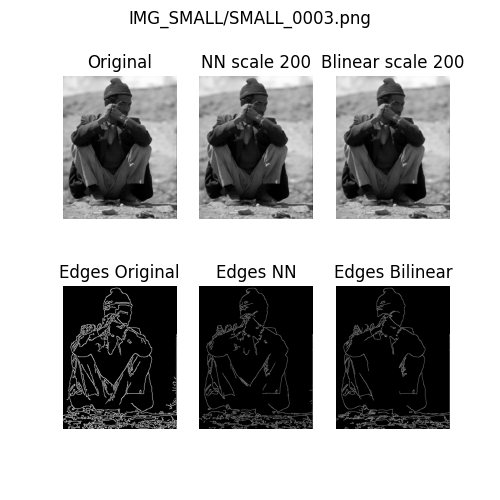 IMG_SMALL/SMALL_0003.png
Original
NN scale 200
Blinear scale 200
Edges Original
Edges NN
Edges Bilinear